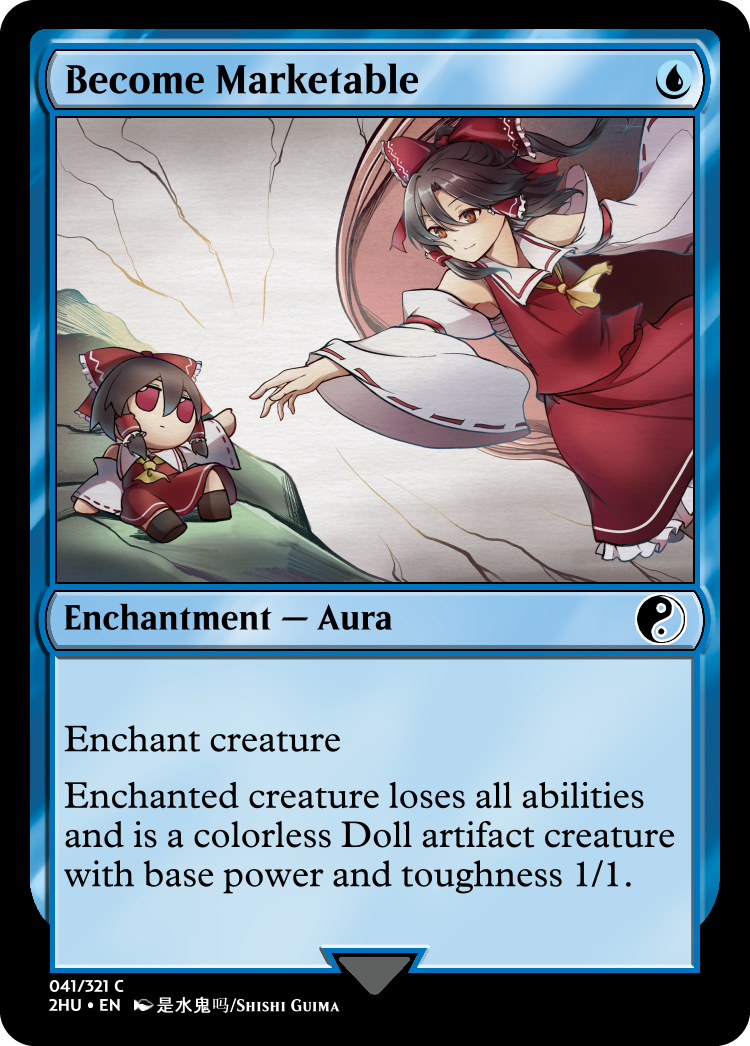 Become Marketable
Enchantment — Aura
Enchant creature
Enchanted creature loses all abilities
and is a colorless Doll artifact creature
with base power and toughness 1/1.
041/321 C
2HU • EN 是水鬼吗/Shishi Guima